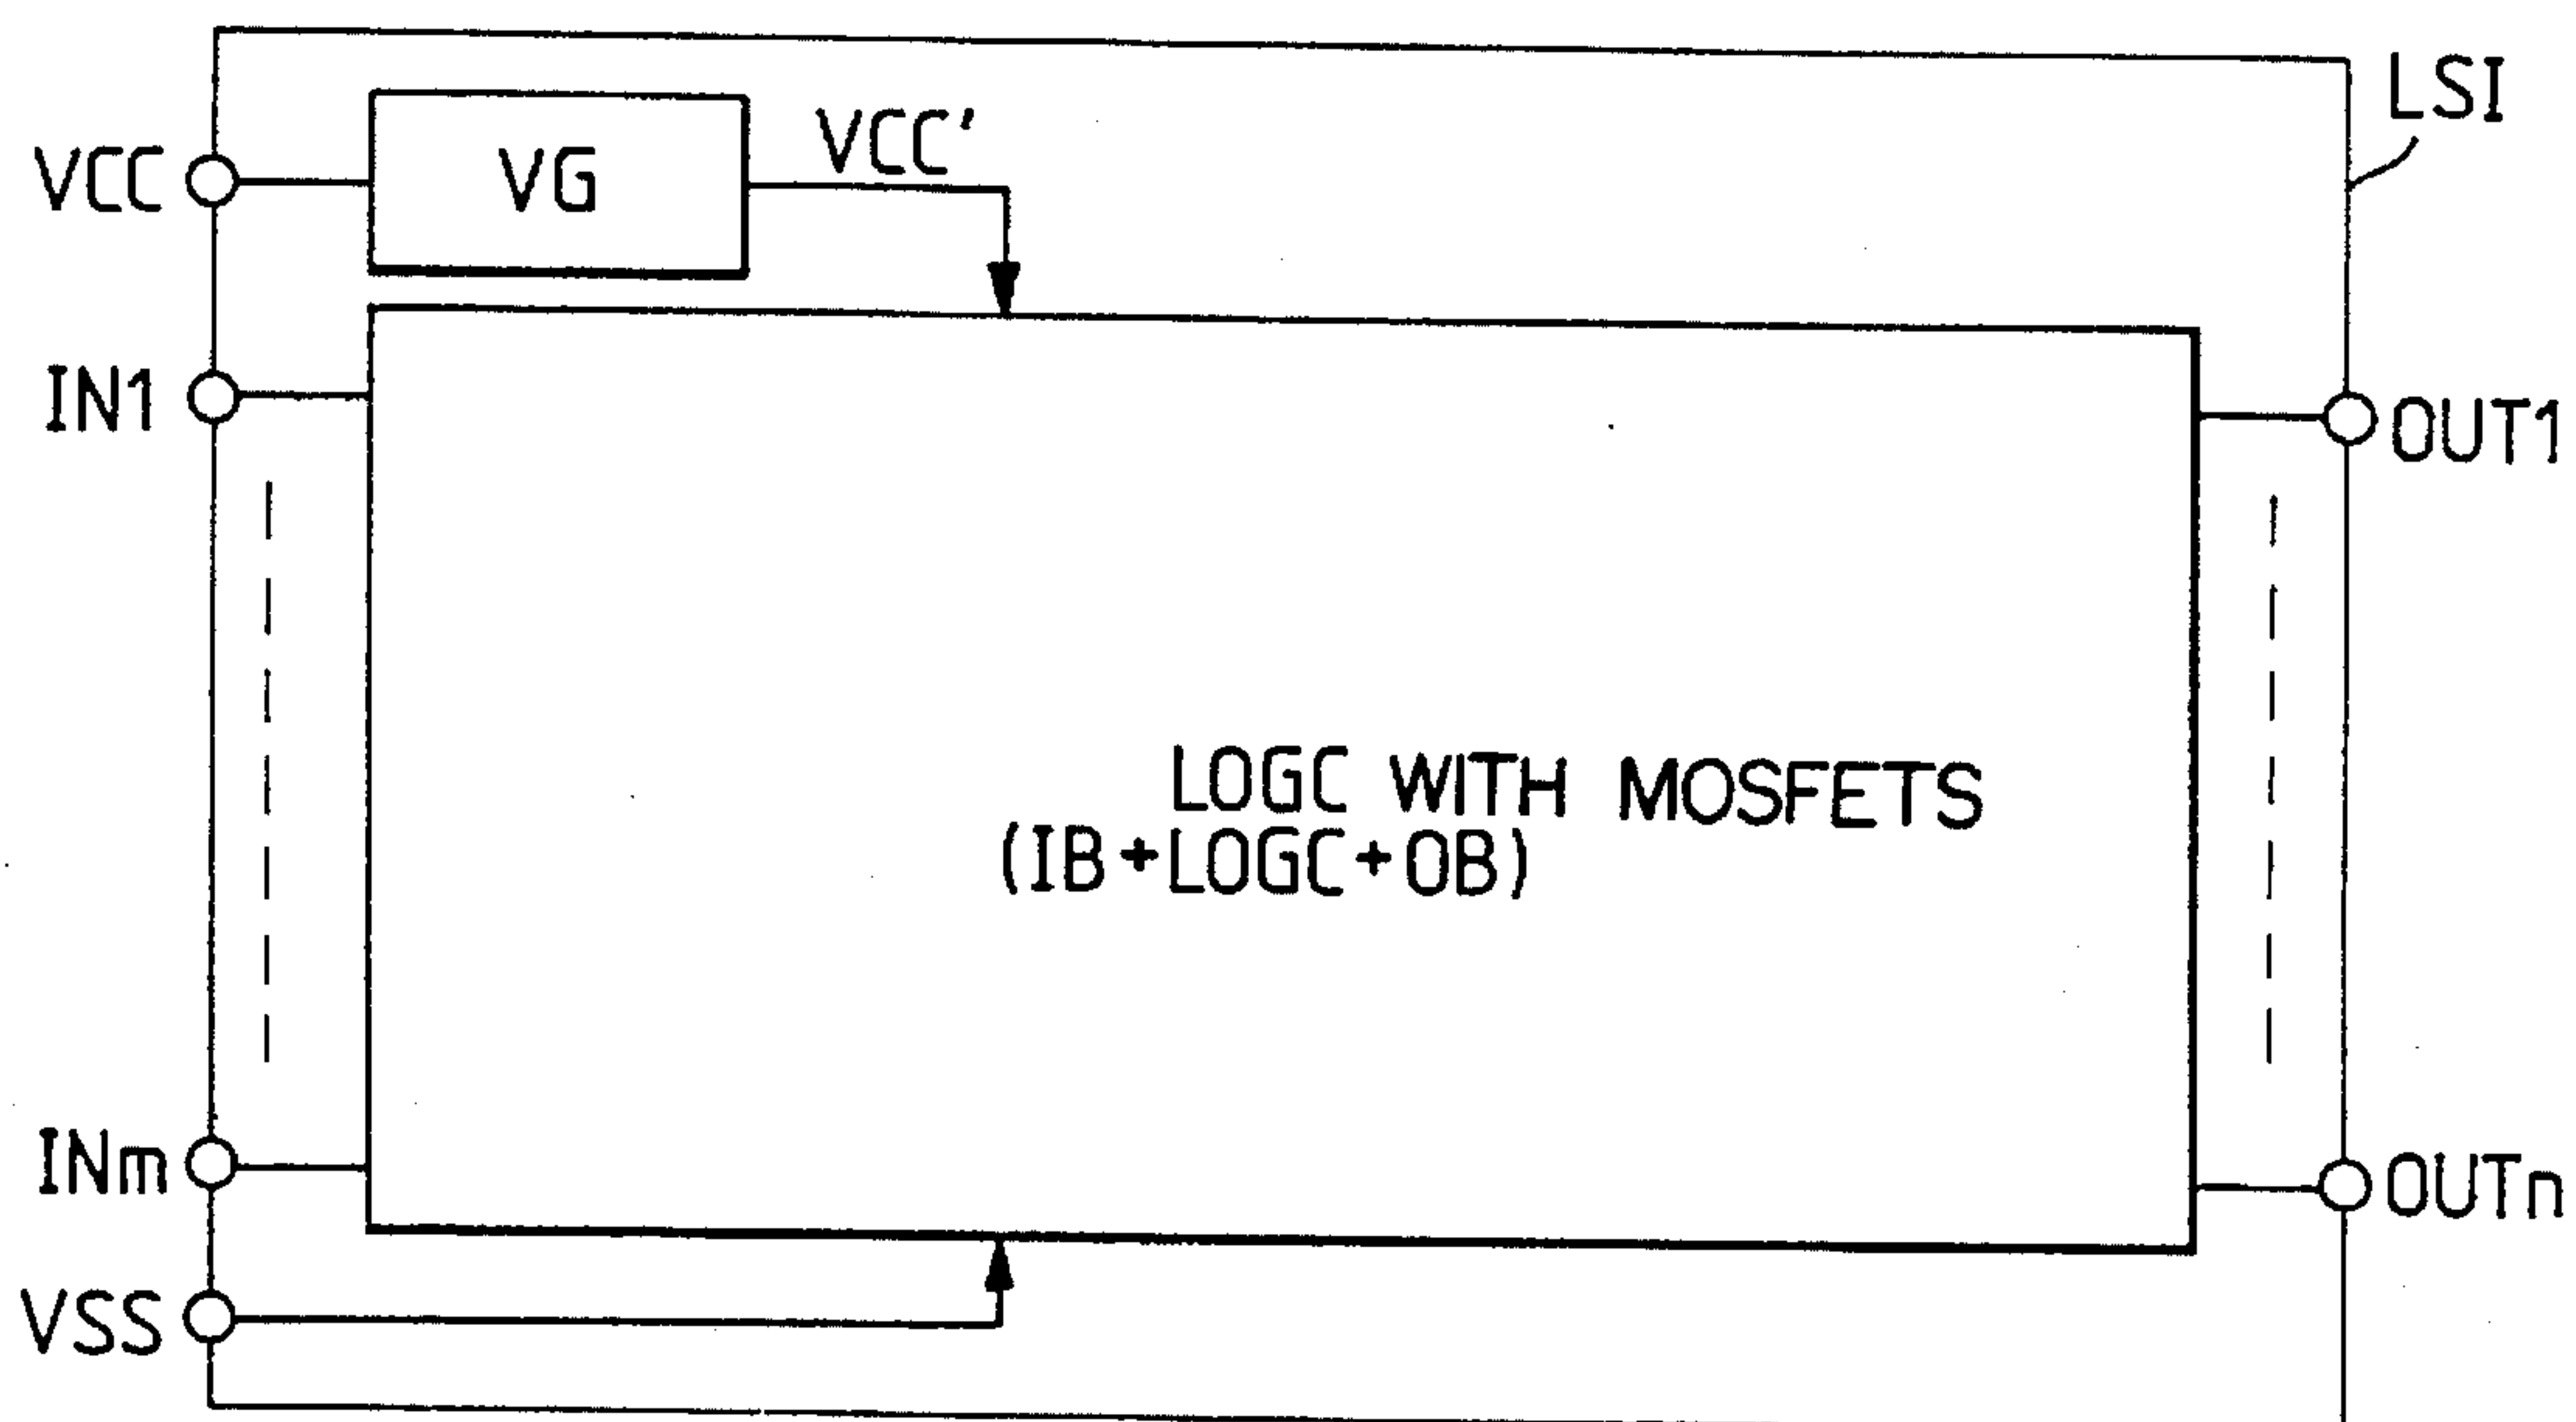 LSI
VCC
VG
VCC'
IN1
OUT1
LOGC WITH MOSFETS
(IB+LOGC+OB)
INm
OUTn
VSS